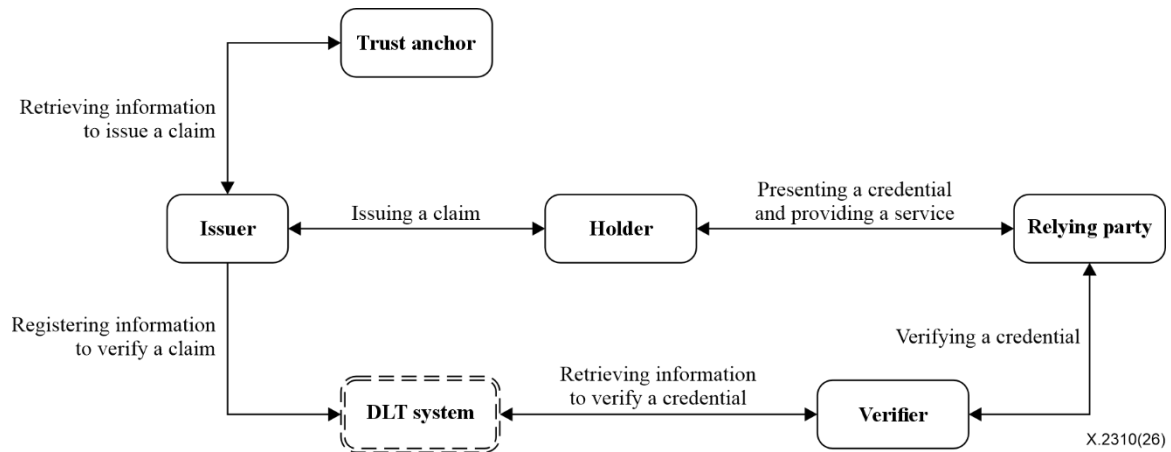 Trust anchor
Retrieving information
to issue a claim
Presenting a credential
and providing a service
Issuing a claim
Issuer
Holder
Relying party
Registering information
to verify a claim
Verifying a credential
Retrieving information
to verify a credential
DLT system
Verifier
X.2310(26)